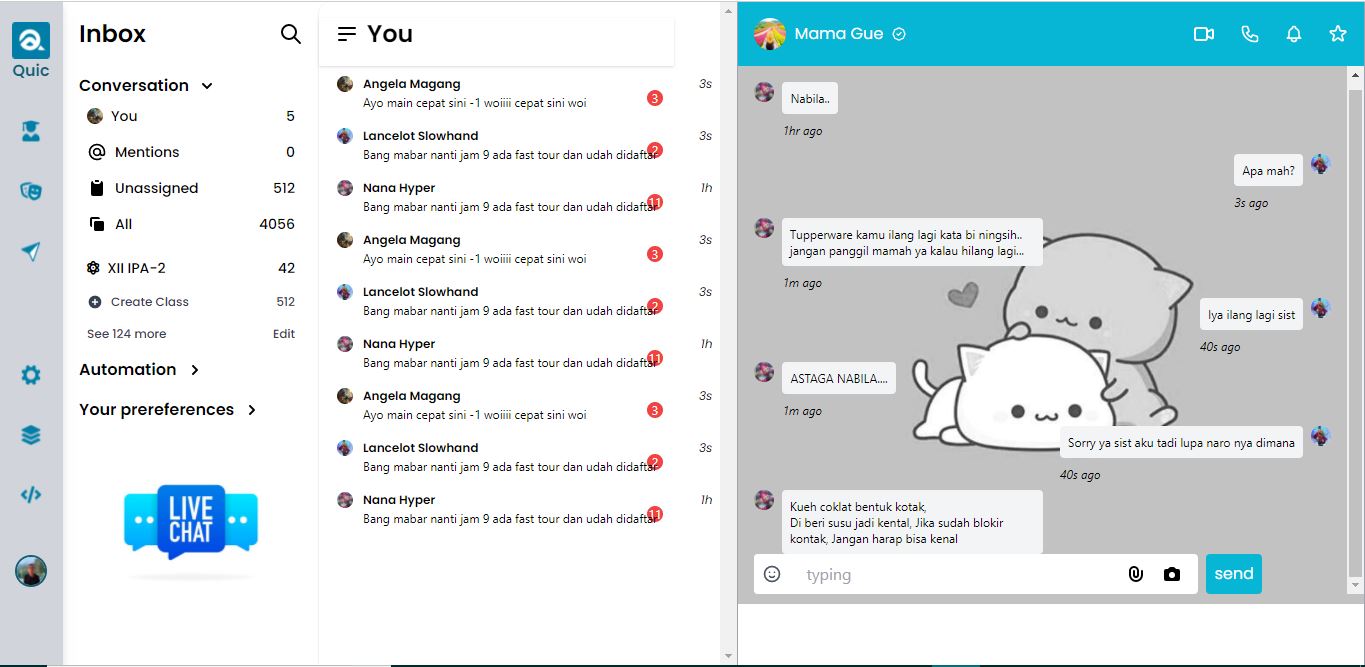 Quic
Inbox
Conversation
You 5
Mentions 0
Unassigned 512
All 4056
XII IPA-2 42
Create Class 512
See 124 more Edit
Automation
Your prereferences
LIVE
CHAT
You
Angela Magang 3s
Ayo main cepat sini -1 woiiii cepat sini woi 3
Lancelot Slowhand 3s
Bang mabar nanti jam 9 ada fast tour dan udah didaftar 2
Nana Hyper 1h
Bang mabar nanti jam 9 ada fast tour dan udah didaftar 11
Angela Magang 3s
Ayo main cepat sini -1 woiiii cepat sini woi 3
Lancelot Slowhand 3s
Bang mabar nanti jam 9 ada fast tour dan udah didaftar 2
Nana Hyper 1h
Bang mabar nanti jam 9 ada fast tour dan udah didaftar 11
Angela Magang 3s
Ayo main cepat sini -1 woiiii cepat sini woi 3
Lancelot Slowhand 3s
Bang mabar nanti jam 9 ada fast tour dan udah didaftar 2
Nana Hyper 1h
Bang mabar nanti jam 9 ada fast tour dan udah didaftar 11
Mama Gue
Nabila..
1hr ago
Apa mah?
3s ago
Tupperware kamu ilang lagi kata bi ningsih..
jangan panggil mamah ya kalau hilang lagi...
1m ago
Iya ilang lagi sist
40s ago
ASTAGA NABILA....
1m ago
Sorry ya sist aku tadi lupa naro nya dimana
40s ago
Kueh coklat bentuk kotak,
Di beri susu jadi kental, Jika sudah blokir
kontak, Jangan harap bisa kenal
typing
send